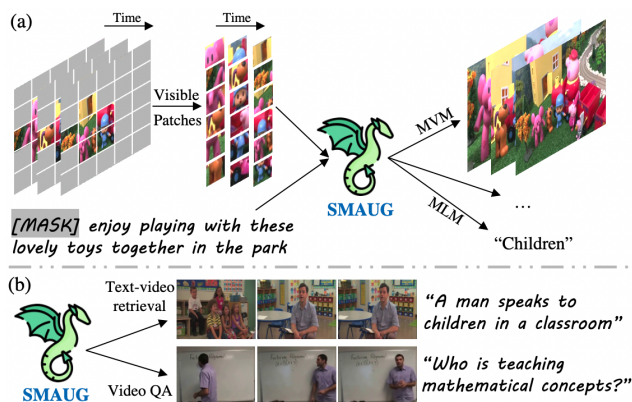 (a)
Time
Time
Visible
Patches
MVM
SMAUG
...
MLM
"Children"
[MASK] enjoy playing with these
lovely toys together in the park
(b)
Text-video
retrieval
"A man speaks to
children in a classroom"
SMAUG
Video QA
"Who is teaching
mathematical concepts?"